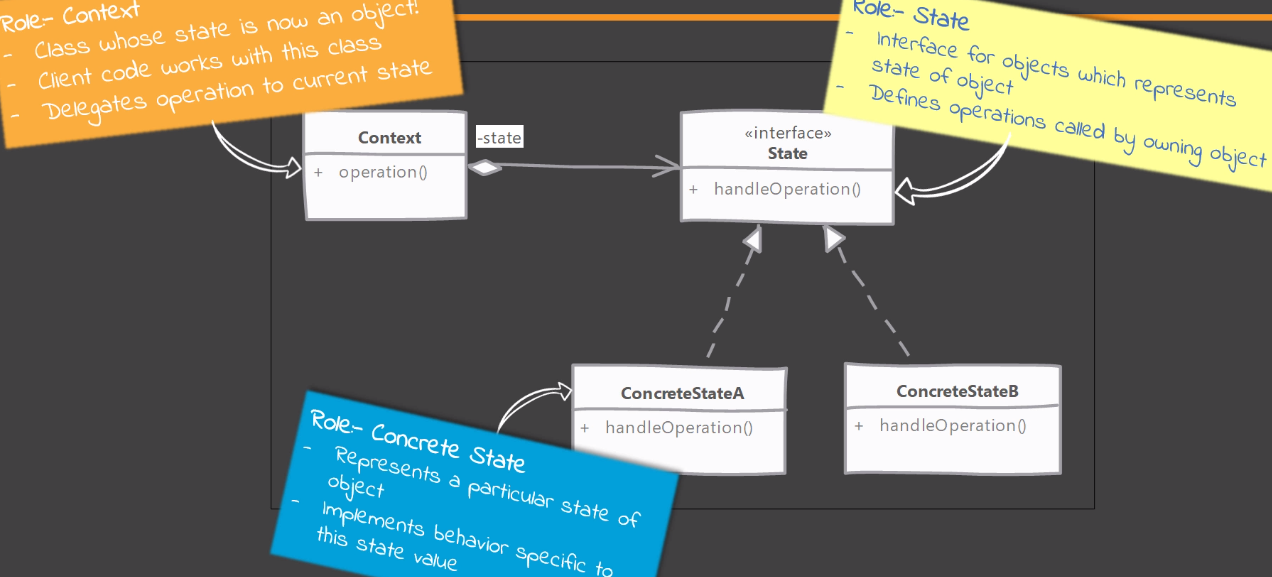 Role:- Context
- Class whose state is now an object!
- Client code works with this class
- Delegates operation to current state
Role:- State
- Interface for objects which represents
state of object
- Defines operations called by owning object
Context
+ operation()
-state
«interface»
State
+ handleOperation()
ConcreteStateA
+ handleOperation()
ConcreteStateB
+ handleOperation()
Role:- Concrete State
- Represents a particular state of
object
- Implements behavior specific to
this state value